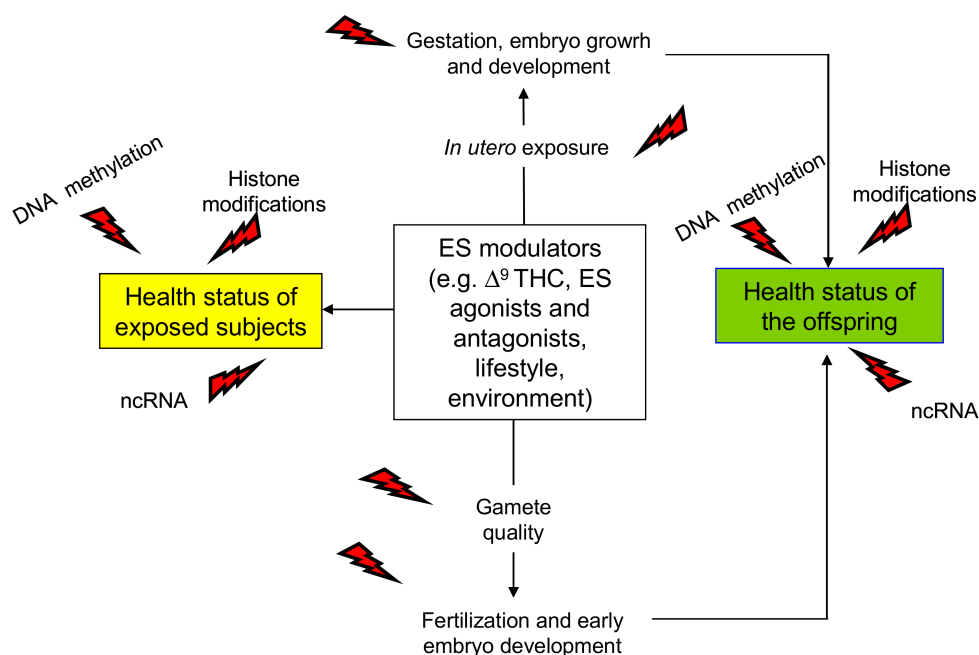 Gestation, embryo growrh
and development
In utero exposure
DNA methylation
Histone
modifications
Health status of
exposed subjects
ncRNA
ES modulators
(e.g. Δ⁹ THC, ES
agonists and
antagonists,
lifestyle,
environment)
DNA methylation
Histone
modifications
Health status of
the offspring
ncRNA
Gamete
quality
Fertilization and early
embryo development